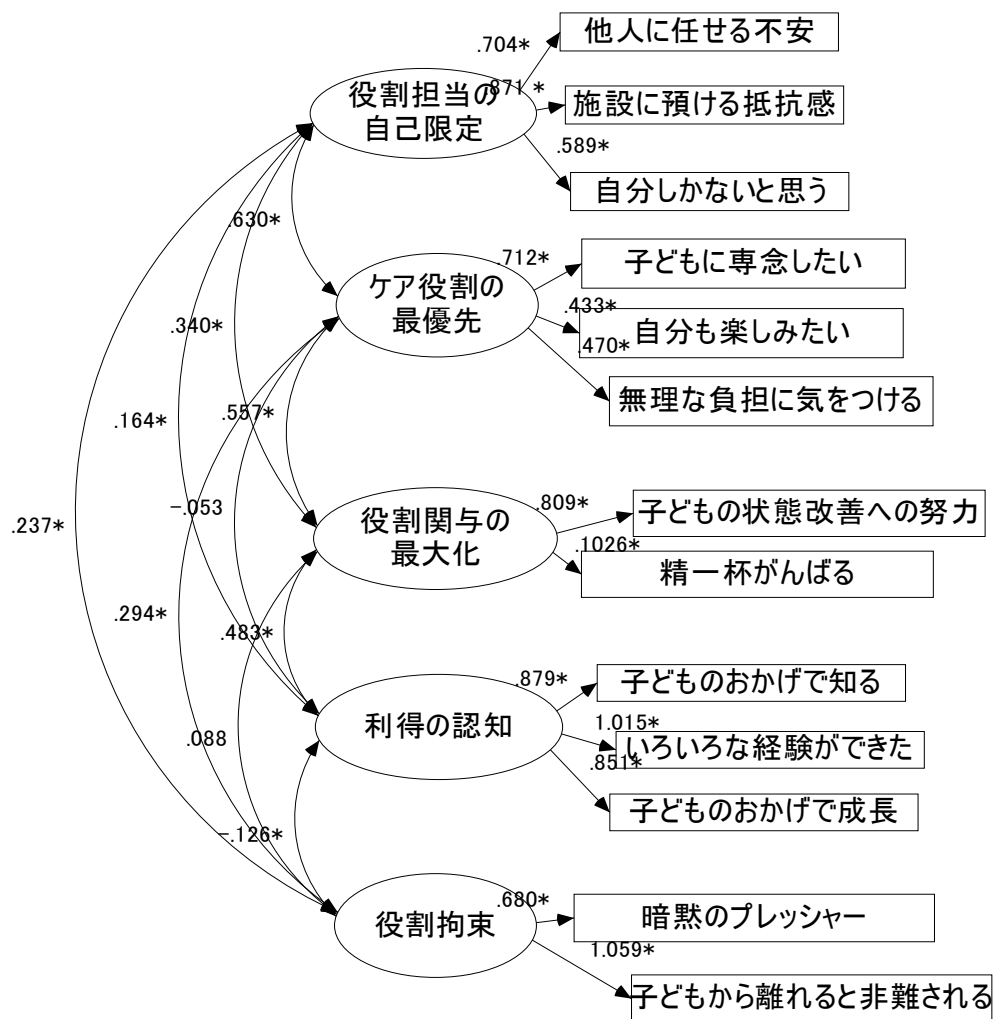 .704*
他人に任せる不安
役割担当の
自己限定
.871 *
施設に預ける抵抗感
.589*
自分しかないと思う
.630*
.712*
子どもに専念したい
ケア役割の
最優先
.433*
自分も楽しみたい
.470*
.340*
無理な負担に気をつける
.164*
.557*
-.053
.809*
子どもの状態改善への努力
役割関与の
最大化
.237*
.1026*
精一杯がんばる
.294*
.483*
.879*
子どものおかげで知る
利得の認知
1.015*
いろいろな経験ができた
.088
.851*
子どものおかげで成長
-.126*
.680*
暗黙のプレッシャー
役割拘束
1.059*
子どもから離れると非難される